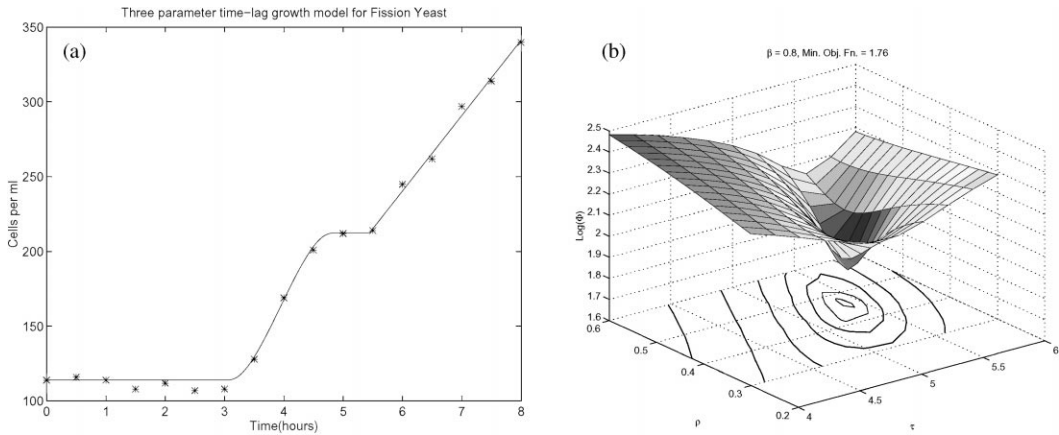 Three parameter time-lag growth model for Fission Yeast
(a)
350
300
250
200
150
100
Cells per ml
0 1 2 3 4 5 6 7 8
Time(hours)
(b)
β = 0.8, Min. Obj. Fn. = 1.76
2.5
2.4
2.3
2.2
2.1
2
1.9
1.8
1.7
1.6
Log(Φ)
0.6
0.5
0.4
0.3
0.2
ρ
4
4.5
5
5.5
6
τ